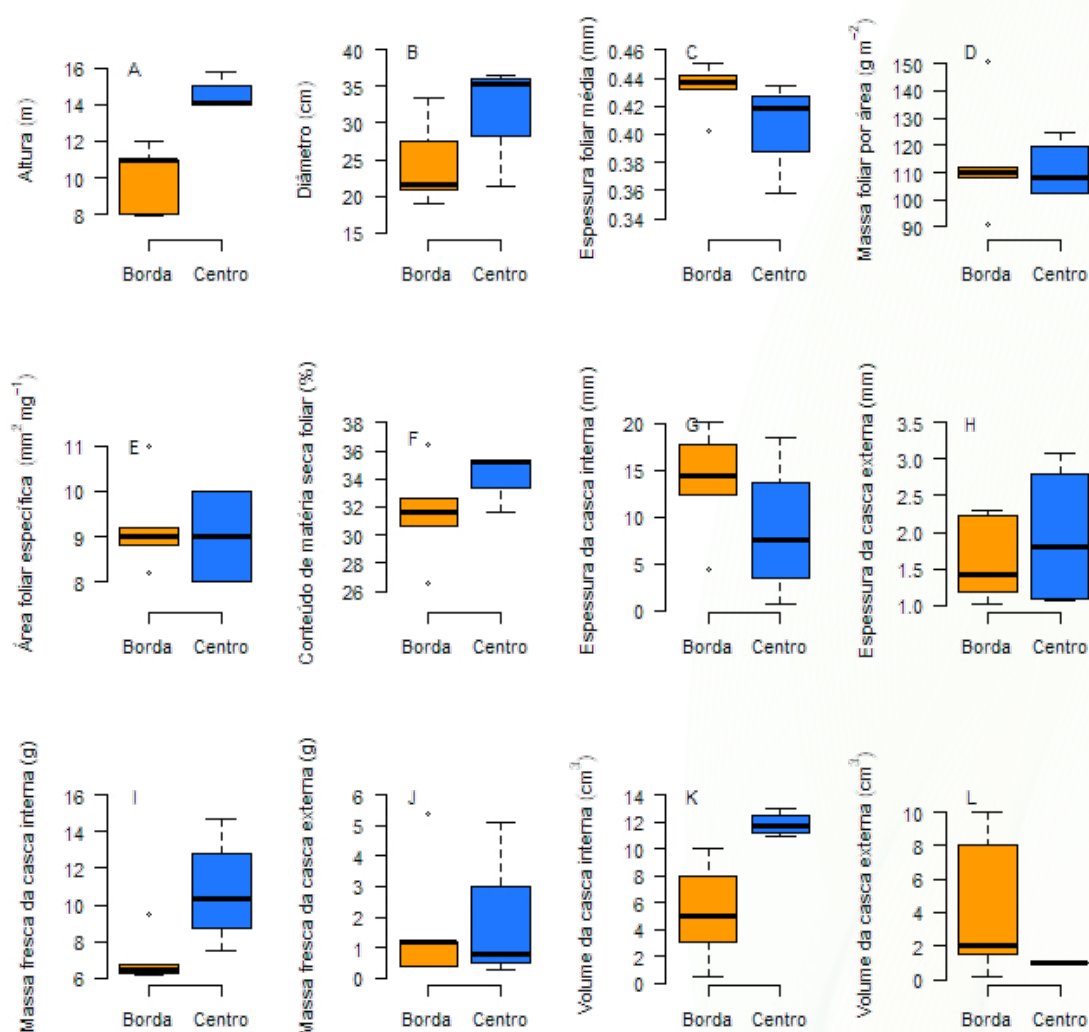 A
Altura (m)
16
14
12
10
8
Borda Centro
B
Diâmetro (cm)
40
35
30
25
20
15
Borda Centro
C
Espessura foliar média (mm)
0.46
0.44
0.42
0.40
0.38
0.36
0.34
Borda Centro
D
Massa foliar por área (g m⁻²)
150
140
130
120
110
100
90
Borda Centro
E
Área foliar específica (mm² mg⁻¹)
11
10
9
8
Borda Centro
F
Conteúdo de matéria seca foliar (%)
38
36
34
32
30
28
26
Borda Centro
G
Espessura da casca interna (mm)
20
15
10
5
0
Borda Centro
H
Espessura da casca externa (mm)
3.5
3.0
2.5
2.0
1.5
1.0
Borda Centro
I
Massa fresca da casca interna (g)
16
14
12
10
8
6
Borda Centro
J
Massa fresca da casca externa (g)
6
5
4
3
2
1
0
Borda Centro
K
Volume da casca interna (cm³)
14
12
10
8
6
4
2
0
Borda Centro
L
Volume da casca externa (cm³)
10
8
6
4
2
0
Borda Centro